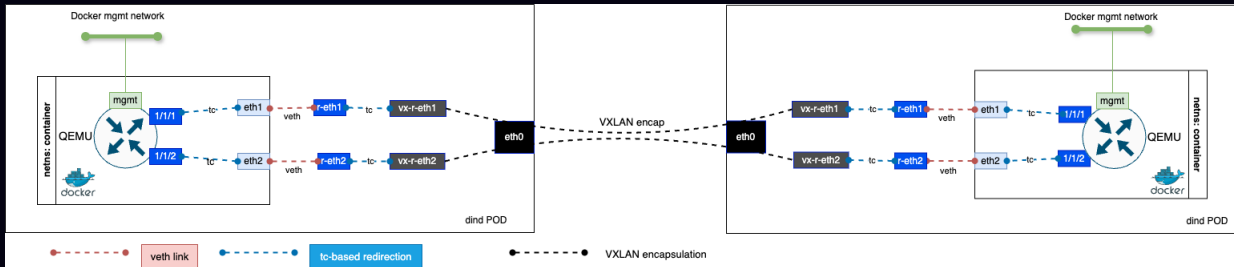 Docker mgmt network
netns: container
mgmt
QEMU
1/1/1
1/1/2
tc
tc
eth1
eth2
veth
veth
r-eth1
r-eth2
tc
tc
vx-r-eth1
vx-r-eth2
docker
eth0
dind POD
VXLAN encap
Docker mgmt network
eth0
vx-r-eth1
vx-r-eth2
tc
tc
r-eth1
r-eth2
veth
veth
eth1
eth2
tc
tc
1/1/1
1/1/2
mgmt
QEMU
netns: container
docker
dind POD
veth link
tc-based redirection
VXLAN encapsulation